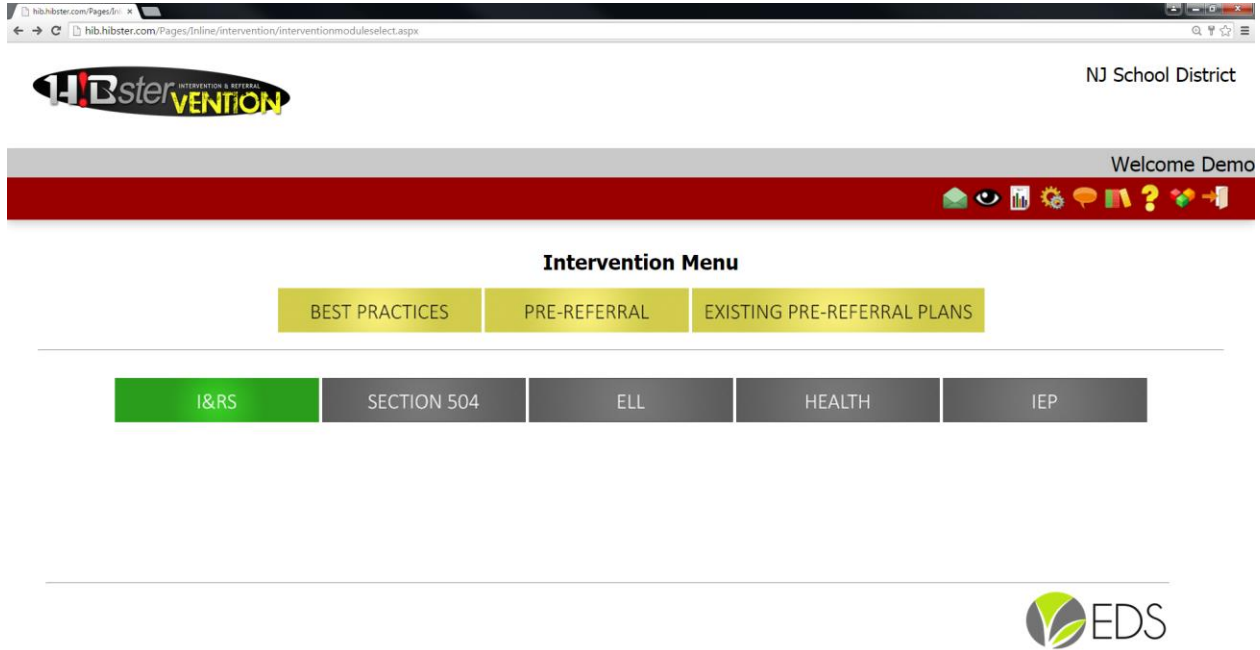 hib.hibster.com/Pages/Inl
hib.hibster.com/Pages/Inline/intervention/interventionmoduleselect.aspx
H!Bster INTERVENTION & REFERRAL
VENTION
NJ School District
Welcome Demo
Intervention Menu
BEST PRACTICES PRE-REFERRAL EXISTING PRE-REFERRAL PLANS
I&RS SECTION 504 ELL HEALTH IEP
EDS